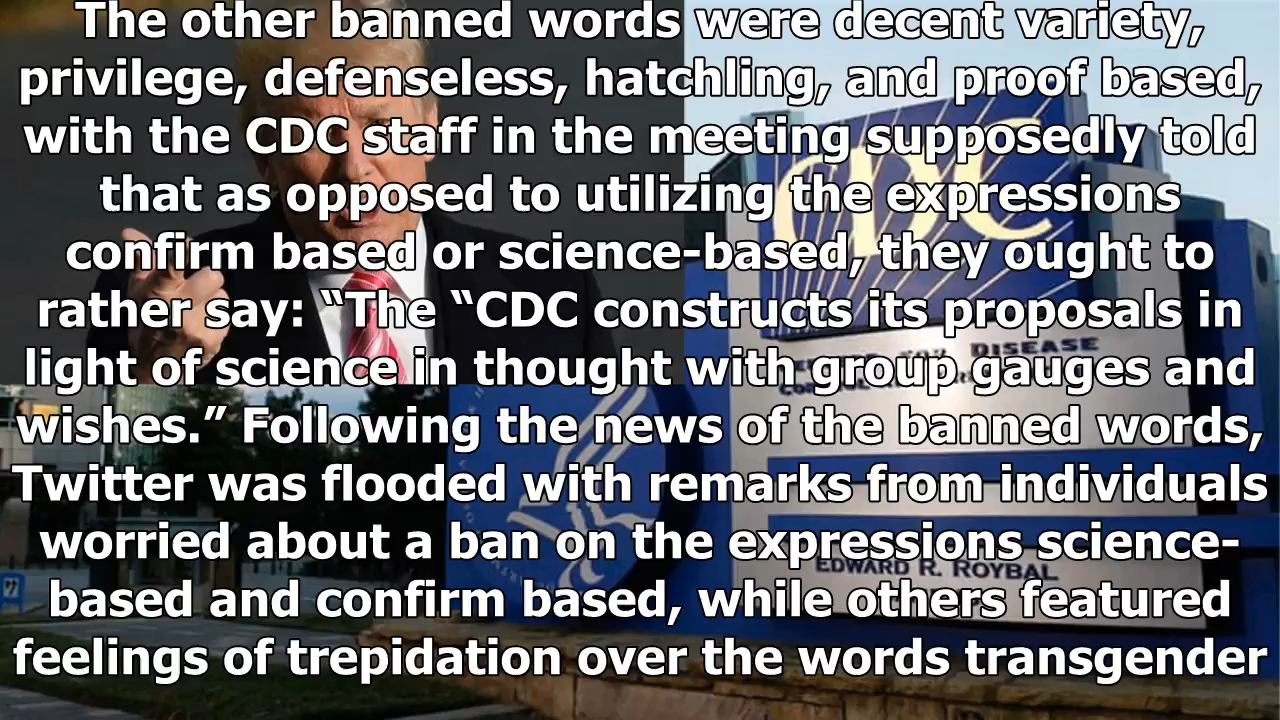 The other banned words were decent variety,
privilege, defenseless, hatchling, and proof based,
with the CDC staff in the meeting supposedly told
that as opposed to utilizing the expressions
confirm based or science-based, they ought to
rather say: “The “CDC constructs its proposals in
light of science in thought with group gauges and
wishes.” Following the news of the banned words,
Twitter was flooded with remarks from individuals
worried about a ban on the expressions science-
based and confirm based, while others featured
feelings of trepidation over the words transgender
CDC
DISEASE
EDWARD R. ROYBAL